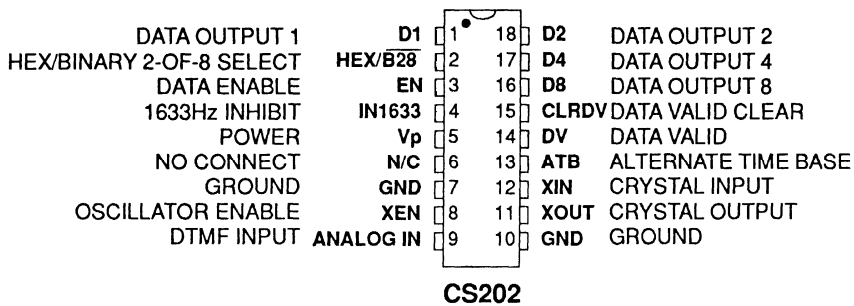 DATA OUTPUT 1 D1 1 18 D2 DATA OUTPUT 2
HEX/BINARY 2-OF-8 SELECT HEX/B28 2 17 D4 DATA OUTPUT 4
DATA ENABLE EN 3 16 D8 DATA OUTPUT 8
1633Hz INHIBIT IN1633 4 15 CLRDV DATA VALID CLEAR
POWER Vp 5 14 DV DATA VALID
NO CONNECT N/C 6 13 ATB ALTERNATE TIME BASE
GROUND GND 7 12 XIN CRYSTAL INPUT
OSCILLATOR ENABLE XEN 8 11 XOUT CRYSTAL OUTPUT
DTMF INPUT ANALOG IN 9 10 GND GROUND
CS202